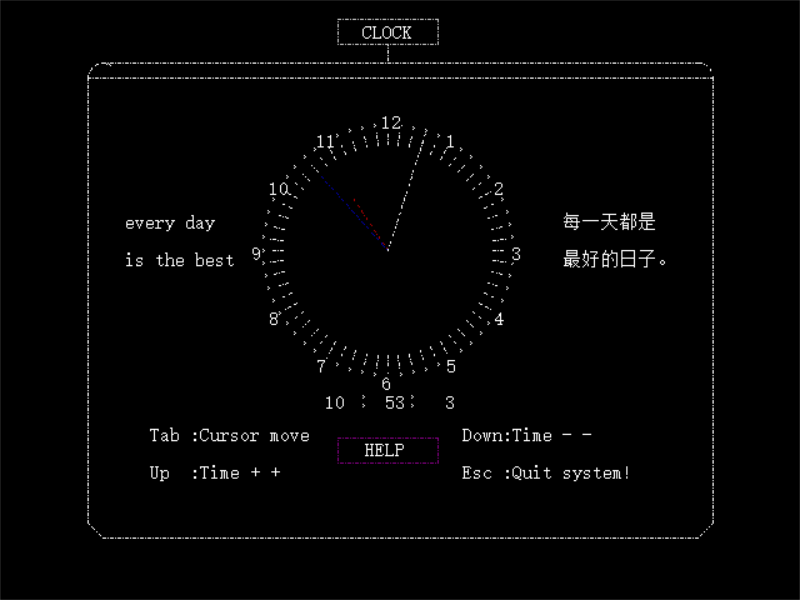 CLOCK
12
11
1
10
2
every day
每一天都是
is the best
9
3
最好的日子。
8
4
7
5
6
10 : 53: 3
Tab :Cursor move
Down:Time - -
HELP
Up :Time + +
Esc :Quit system!